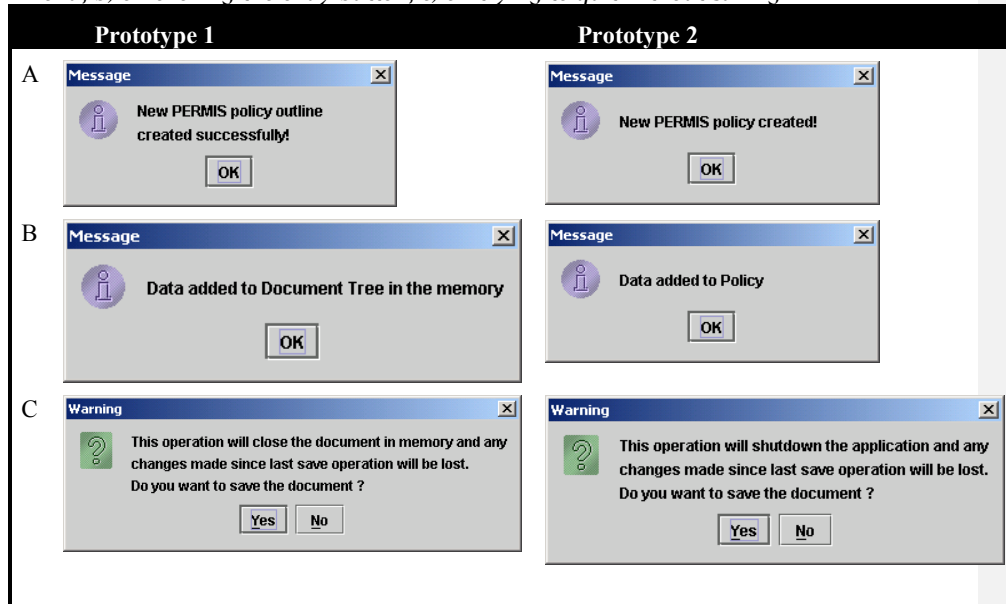 Prototype 1 Prototype 2
A
Message
New PERMIS policy outline
created successfully!
OK
Message
New PERMIS policy created!
OK
B
Message
Data added to Document Tree in the memory
OK
Message
Data added to Policy
OK
C
Warning
This operation will close the document in memory and any
changes made since last save operation will be lost.
Do you want to save the document ?
Yes No
Warning
This operation will shutdown the application and any
changes made since last save operation will be lost.
Do you want to save the document ?
Yes No